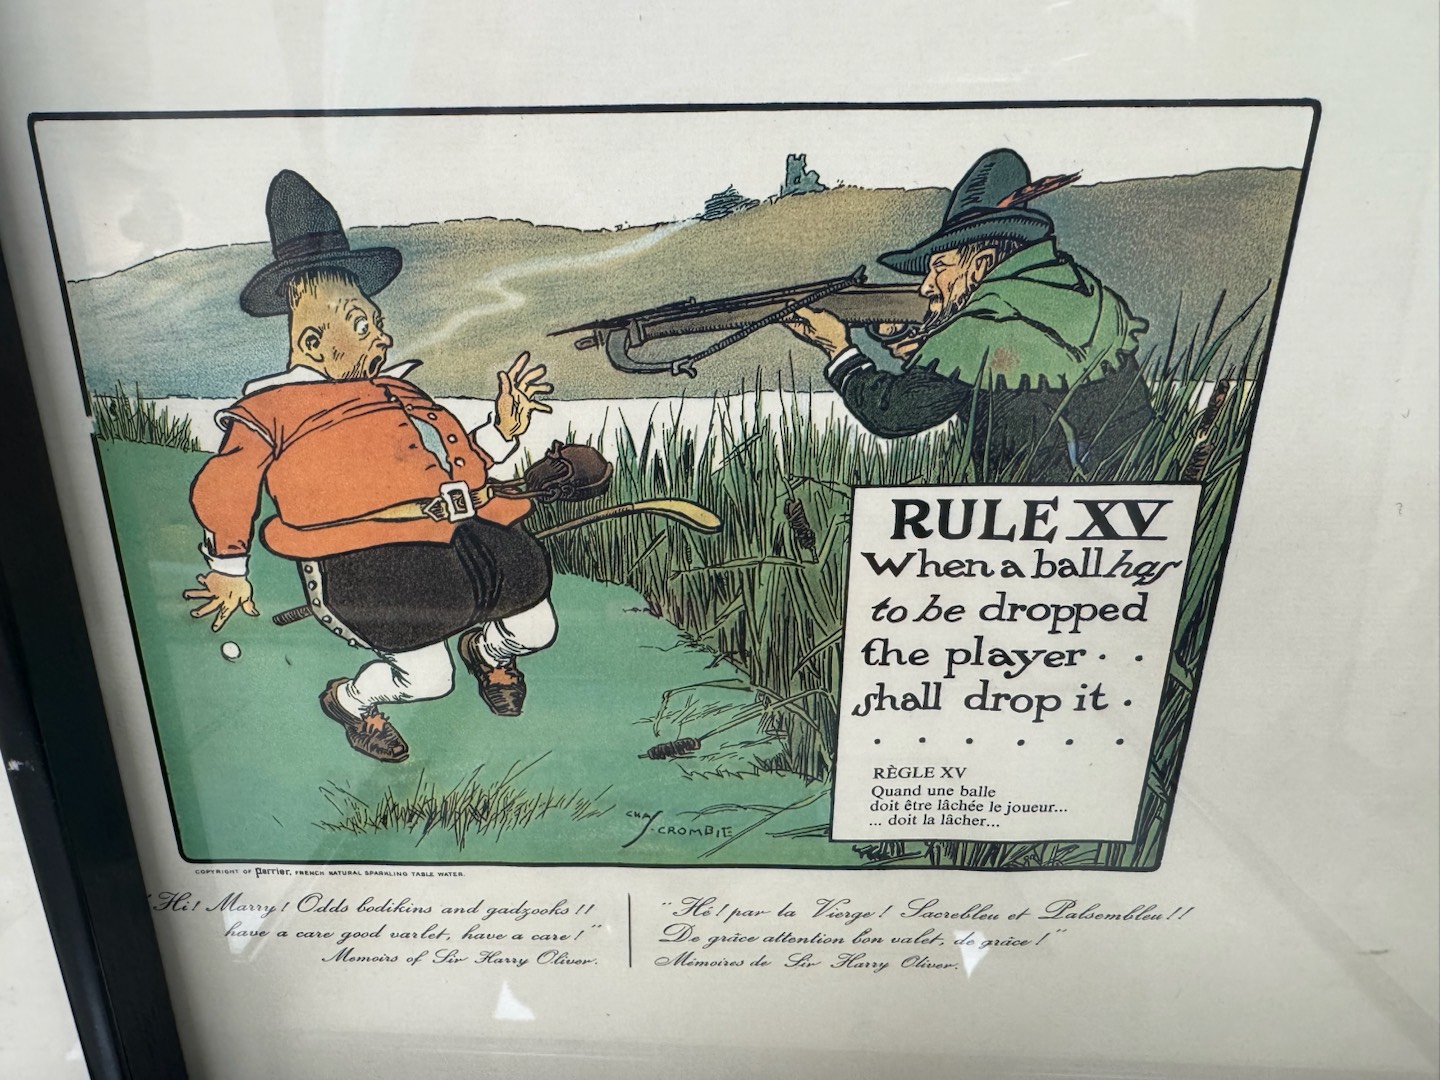 RULE XV
When a ball has
to be dropped
the player . .
shall drop it .
. . . . . .
RÈGLE XV
Quand une balle
doit être lâchée le joueur...
... doit la lâcher...
CHAS CROMBIE
COPYRIGHT OF Perrier, FRENCH NATURAL SPARKLING TABLE WATER.
"Hi! Marry! Odds bodikins and gadzooks!!
have a care good varlet, have a care!"
Memoirs of Sir Harry Oliver.
"Hé! par la Vierge! Sacrebleu et Palsembleu!!
De grâce attention bon valet, de grâce!"
Mémoires de Sir Harry Oliver.